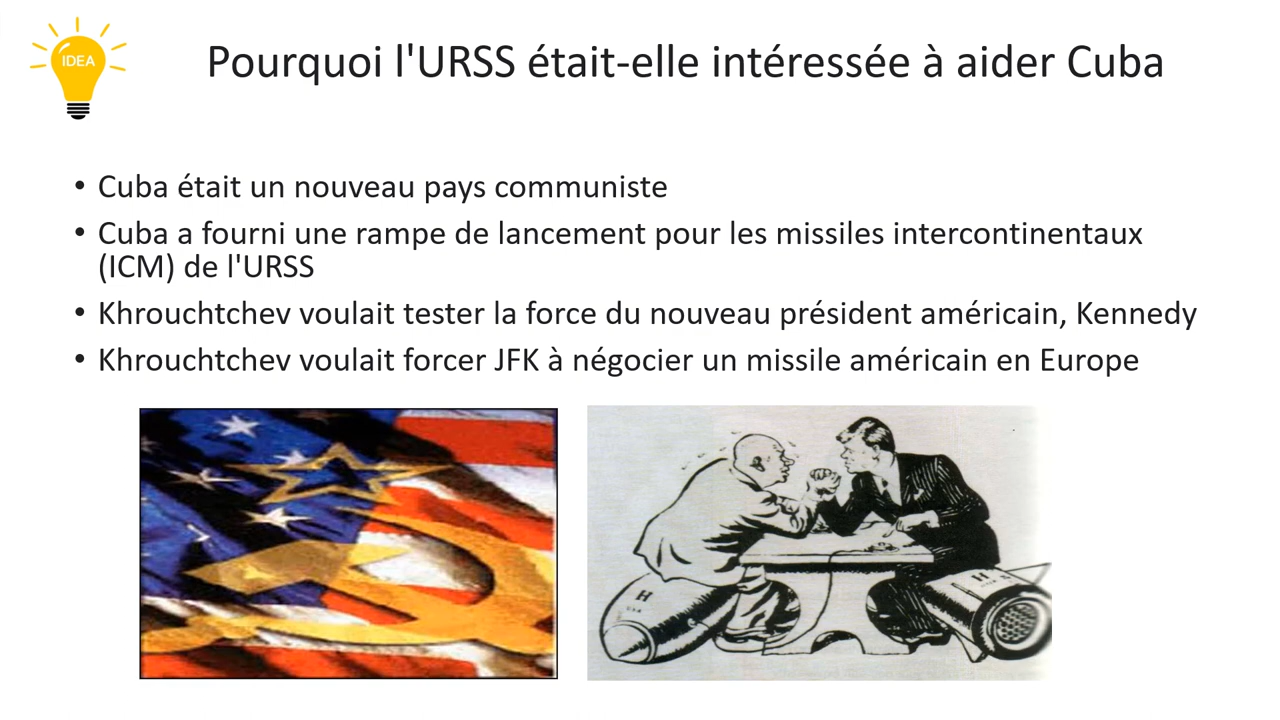 IDEA
Pourquoi l'URSS était-elle intéressée à aider Cuba
• Cuba était un nouveau pays communiste
• Cuba a fourni une rampe de lancement pour les missiles intercontinentaux
(ICM) de l'URSS
• Khrouchtchev voulait tester la force du nouveau président américain, Kennedy
• Khrouchtchev voulait forcer JFK à négocier un missile américain en Europe
H
H